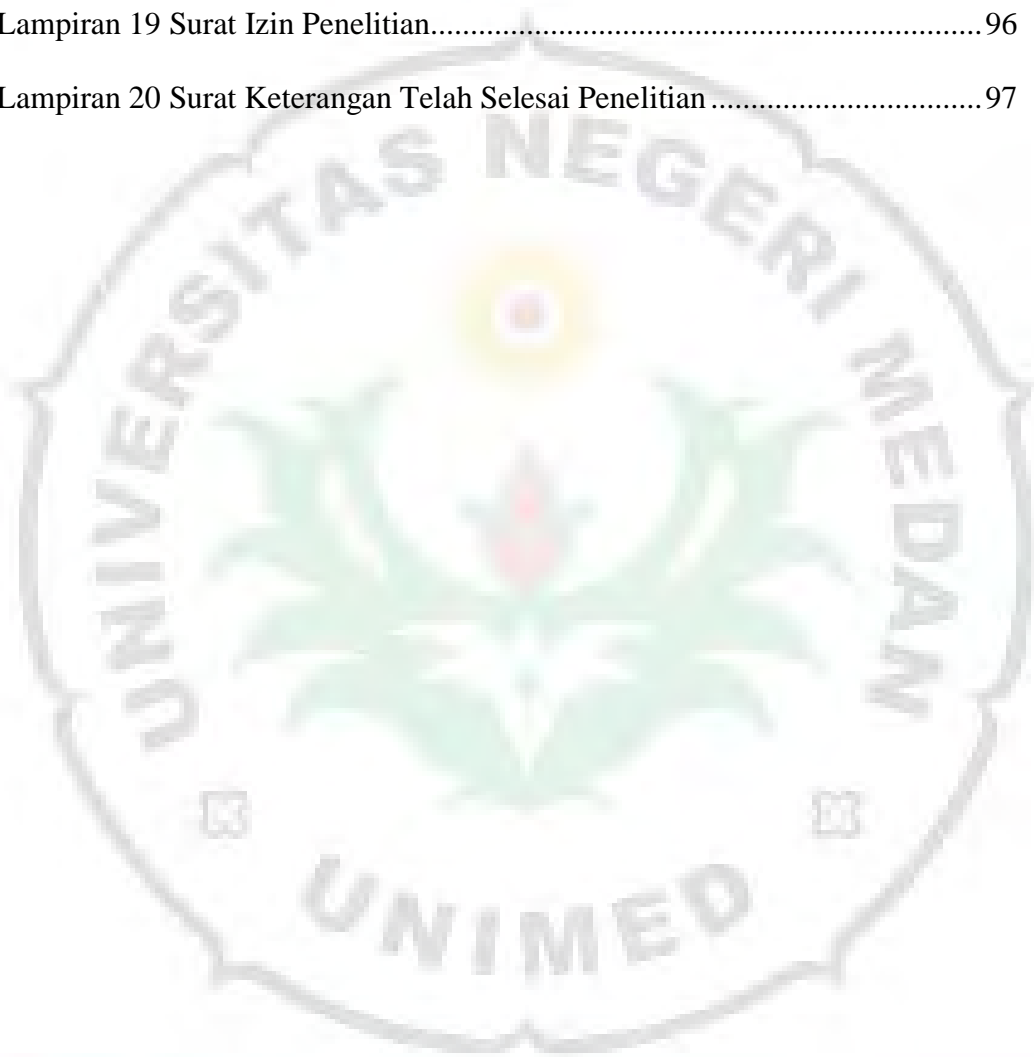 Lampiran 19 Surat Izin Penelitian.....................................................................96
Lampiran 20 Surat Keterangan Telah Selesai Penelitian..................................97
UNIVERSITAS NEGERI MEDAN
UNIMED